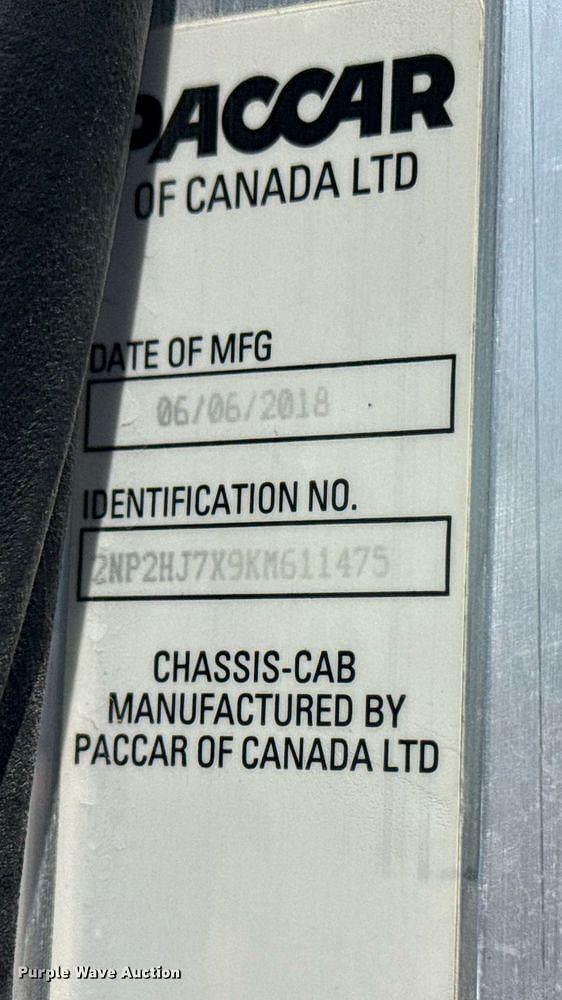 PACCAR
OF CANADA LTD
DATE OF MFG
06/06/2018
IDENTIFICATION NO.
2NP2HJ7X9KM611475
CHASSIS-CAB
MANUFACTURED BY
PACCAR OF CANADA LTD
Purple Wave Auction